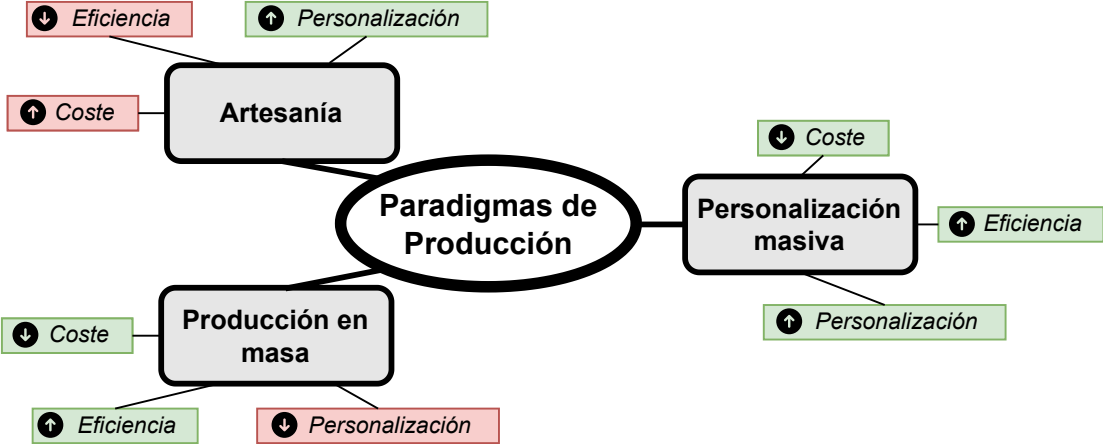 Eficiencia
Personalización
Coste
Artesanía
Paradigmas de
Producción
Coste
Personalización
masiva
Eficiencia
Personalización
Producción en
masa
Coste
Eficiencia
Personalización